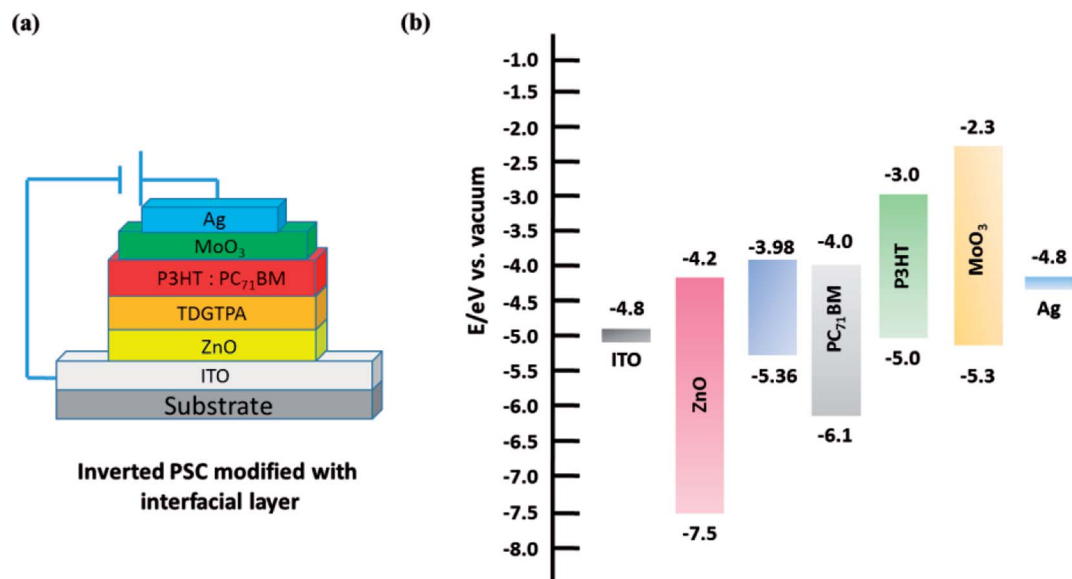 (a)
Ag
MoO₃
P3HT : PC₇₁BM
TDGTPA
ZnO
ITO
Substrate
Inverted PSC modified with
interfacial layer
(b)
E/eV vs. vacuum
-1.0
-1.5
-2.0
-2.5
-3.0
-3.5
-4.0
-4.5
-5.0
-5.5
-6.0
-6.5
-7.0
-7.5
-8.0
-4.8
ITO
-4.2
ZnO
-7.5
-3.98
-5.36
-4.0
PC₇₁BM
-6.1
-3.0
P3HT
-5.0
-2.3
MoO₃
-5.3
-4.8
Ag